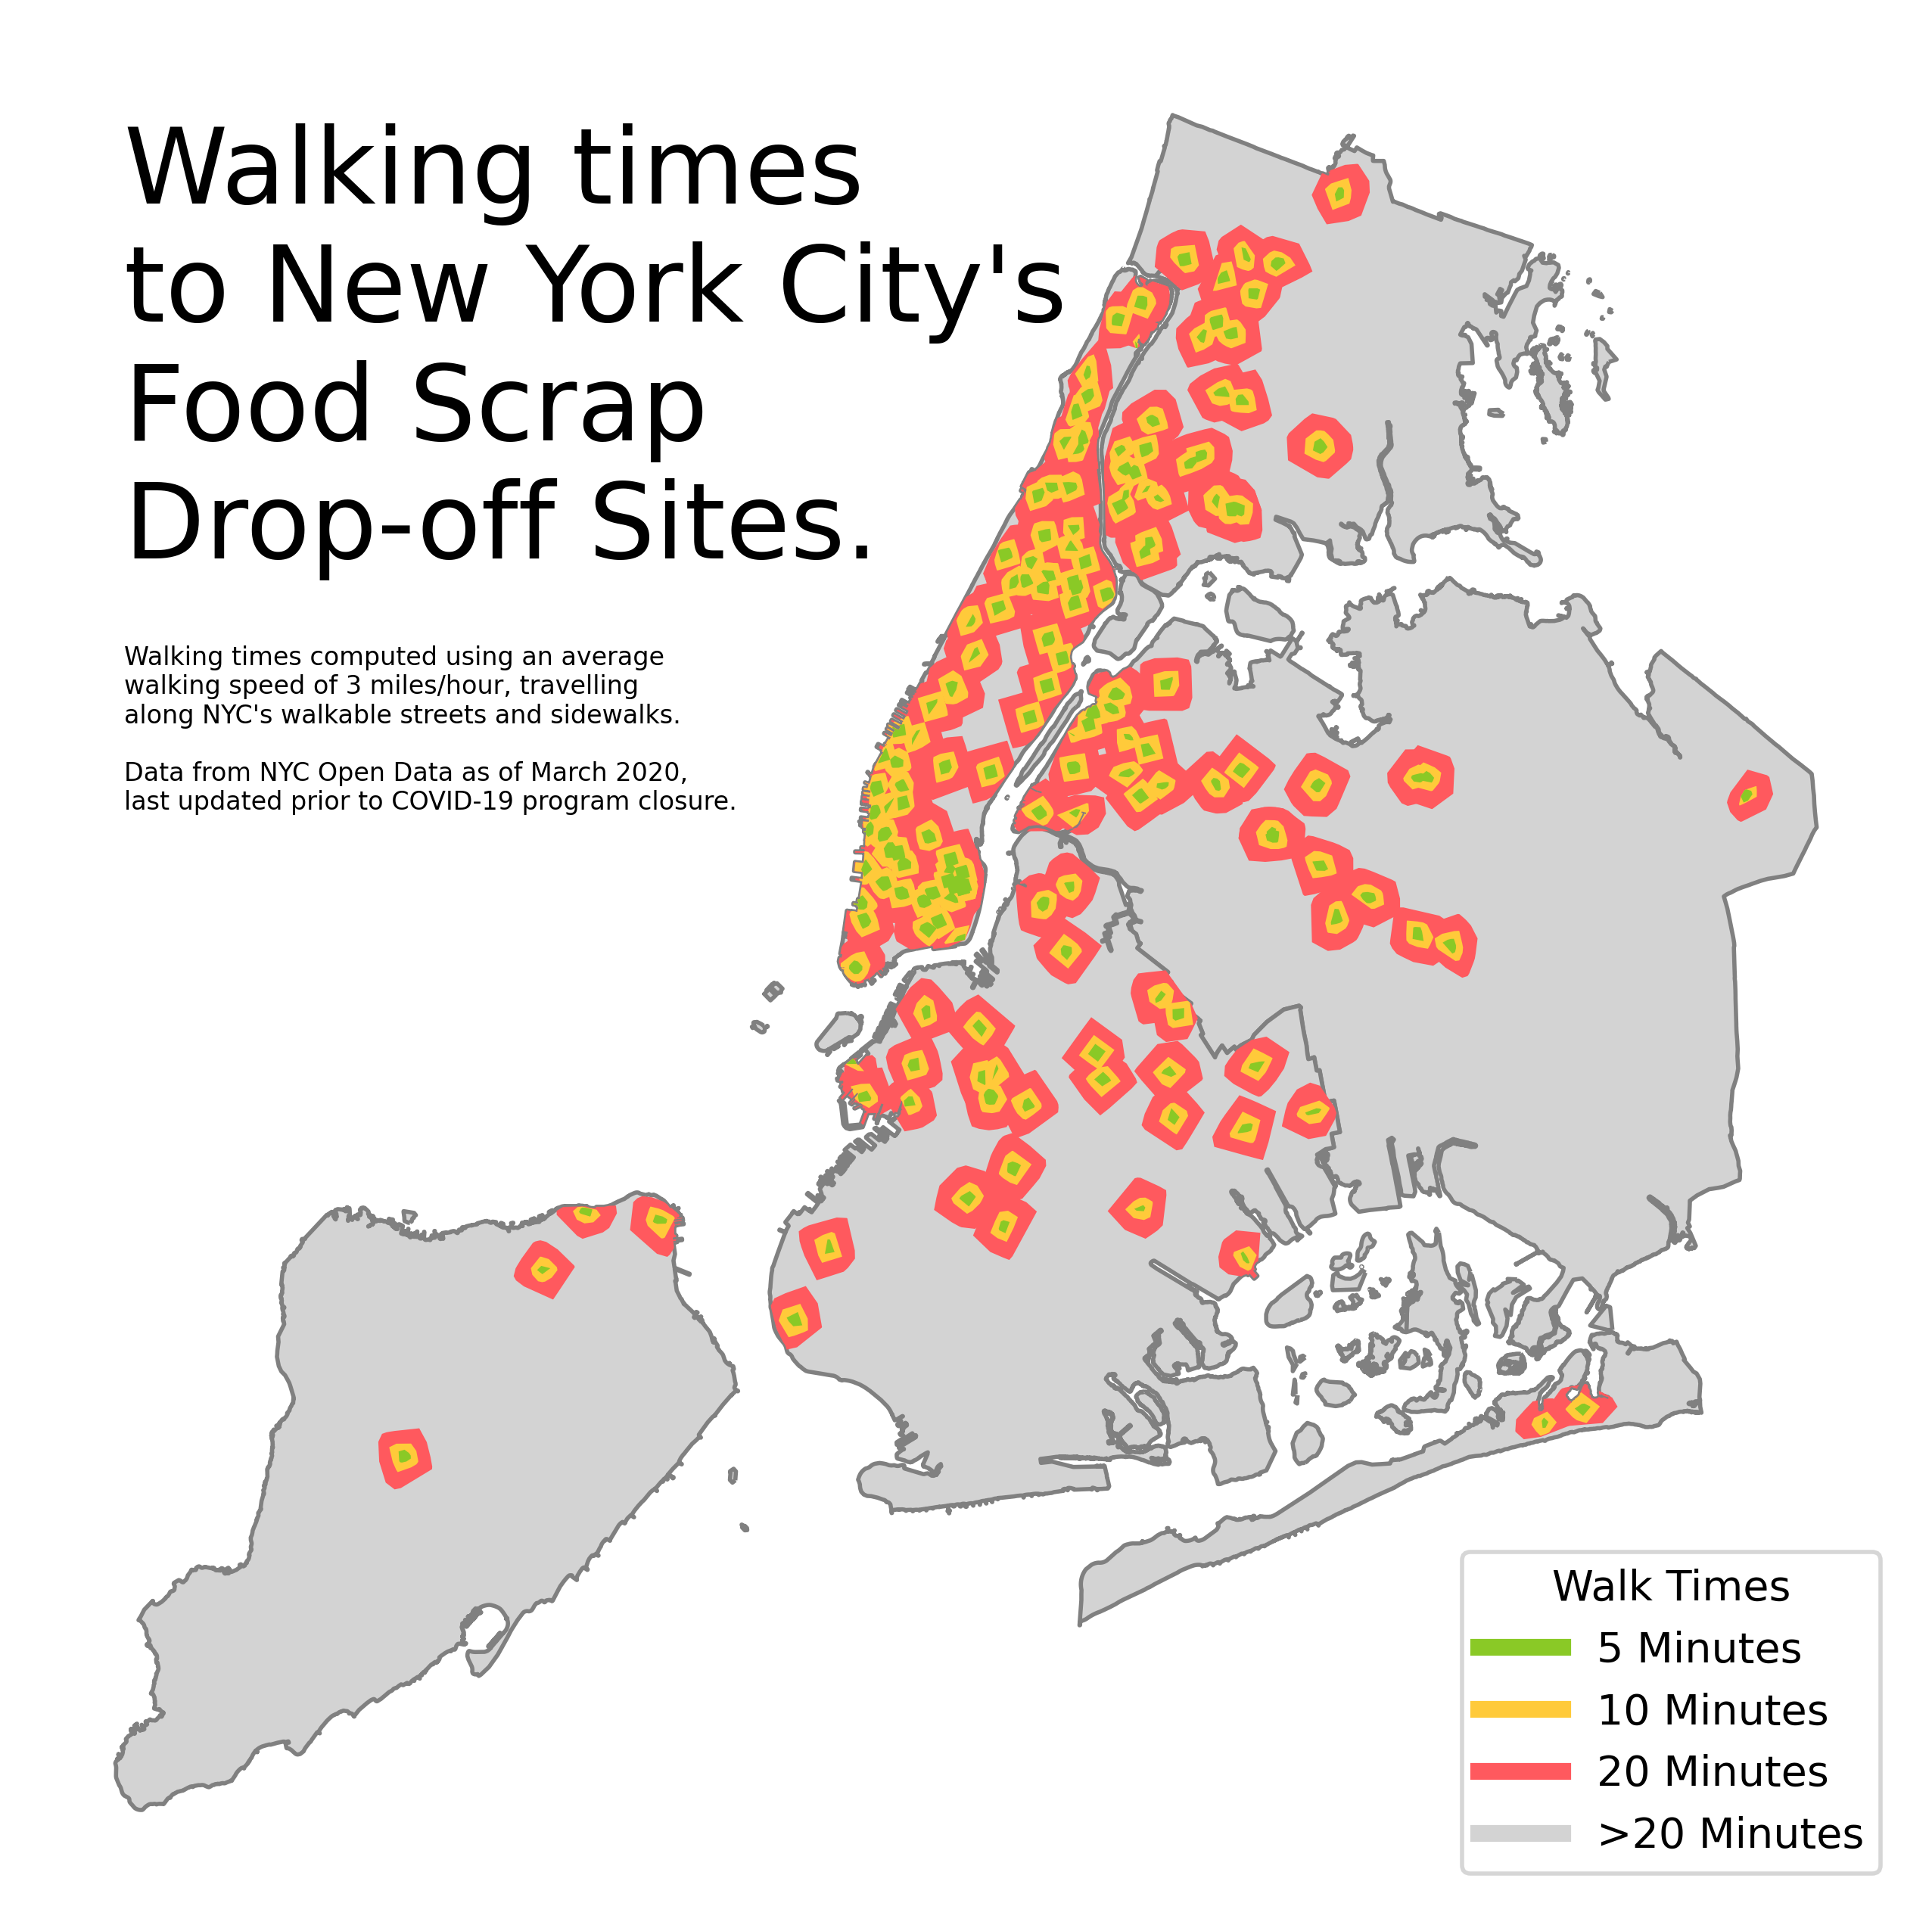 Walking times
to New York City's
Food Scrap
Drop-off Sites.
Walking times computed using an average
walking speed of 3 miles/hour, travelling
along NYC's walkable streets and sidewalks.
Data from NYC Open Data as of March 2020,
last updated prior to COVID-19 program closure.
Walk Times
5 Minutes
10 Minutes
20 Minutes
>20 Minutes